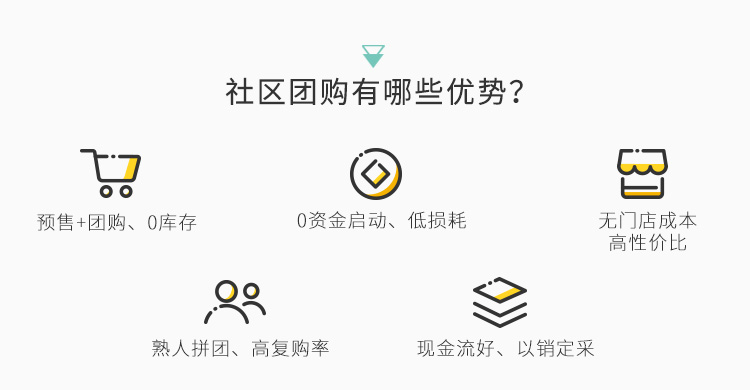 社区团购有哪些优势？
预售+团购、0库存
0资金启动、低损耗
无门店成本
高性价比
熟人拼团、高复购率
现金流好、以销定采